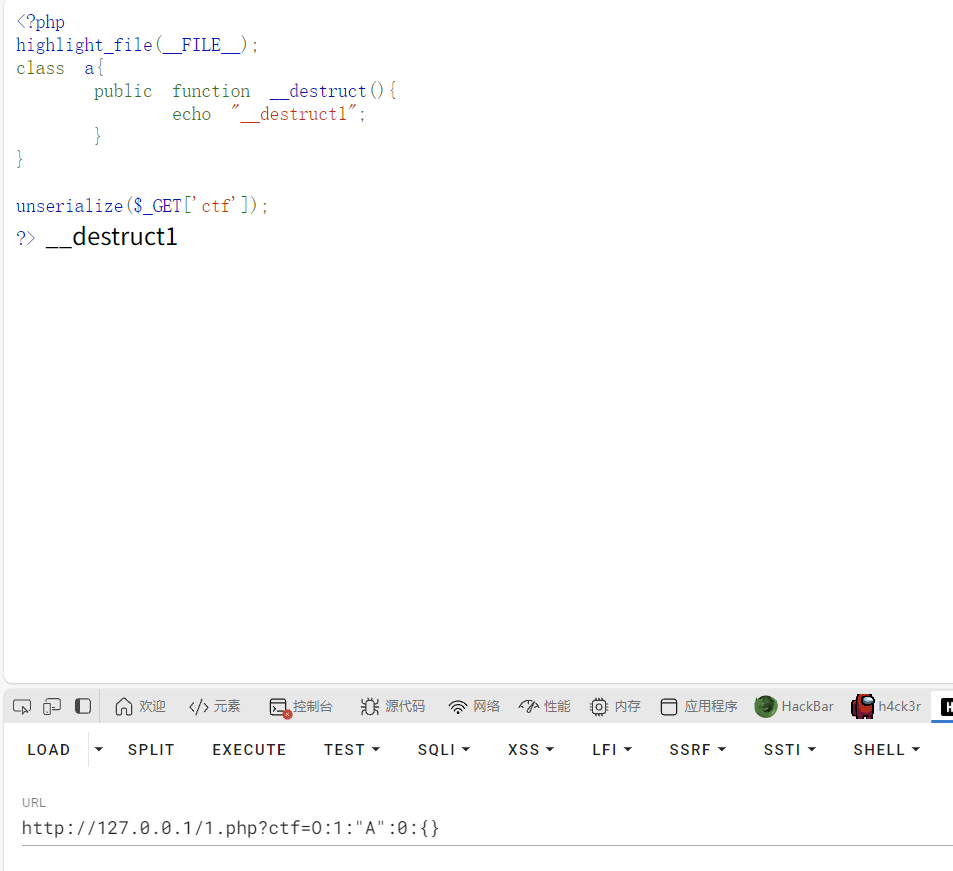 <?php
highlight_file(__FILE__);
class a{
public function __destruct(){
echo "__destruct1";
}
}
unserialize($_GET['ctf']);
?> __destruct1
欢迎 </> 元素 控制台 源代码 网络 性能 内存 应用程序 HackBar h4ck3r H
LOAD SPLIT EXECUTE TEST SQLI XSS LFI SSRF SSTI SHELL
URL
http://127.0.0.1/1.php?ctf=O:1:"A":0:{}